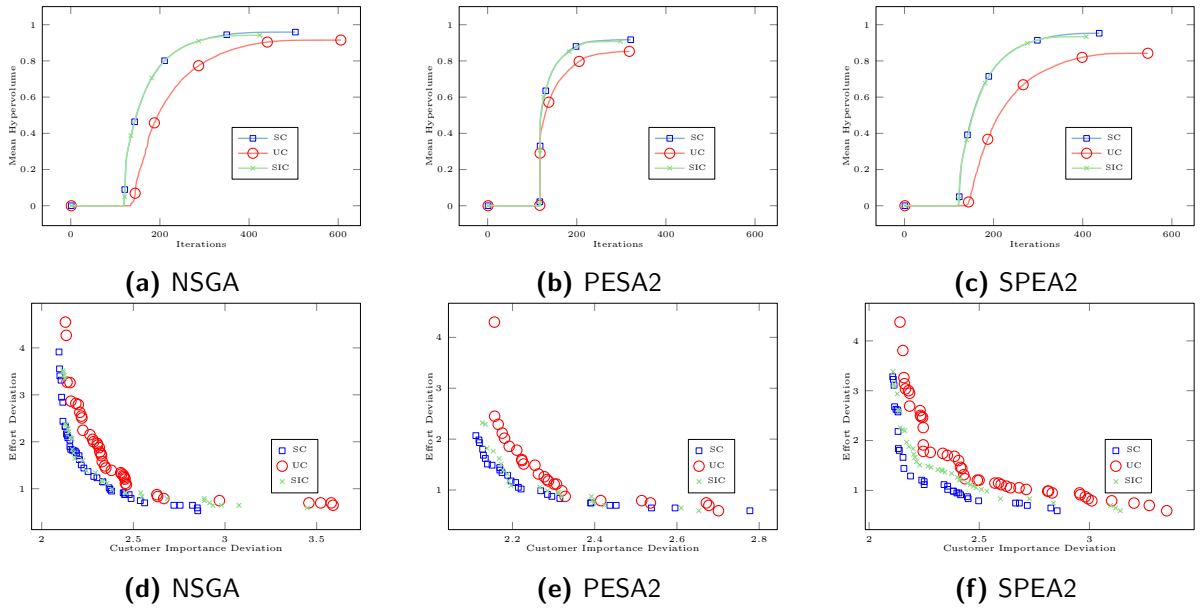 Mean Hypervolume
1
0.8
0.6
0.4
0.2
0
SC
UC
SIC
0 200 400 600
Iterations
(a) NSGA
Mean Hypervolume
1
0.8
0.6
0.4
0.2
0
SC
UC
SIC
0 200 400 600
Iterations
(b) PESA2
Mean Hypervolume
1
0.8
0.6
0.4
0.2
0
SC
UC
SIC
0 200 400 600
Iterations
(c) SPEA2
Effort Deviation
4
3
2
1
SC
UC
SIC
2 2.5 3 3.5
Customer Importance Deviation
(d) NSGA
Effort Deviation
4
3
2
1
SC
UC
SIC
2.2 2.4 2.6 2.8
Customer Importance Deviation
(e) PESA2
Effort Deviation
4
3
2
1
SC
UC
SIC
2 2.5 3
Customer Importance Deviation
(f) SPEA2